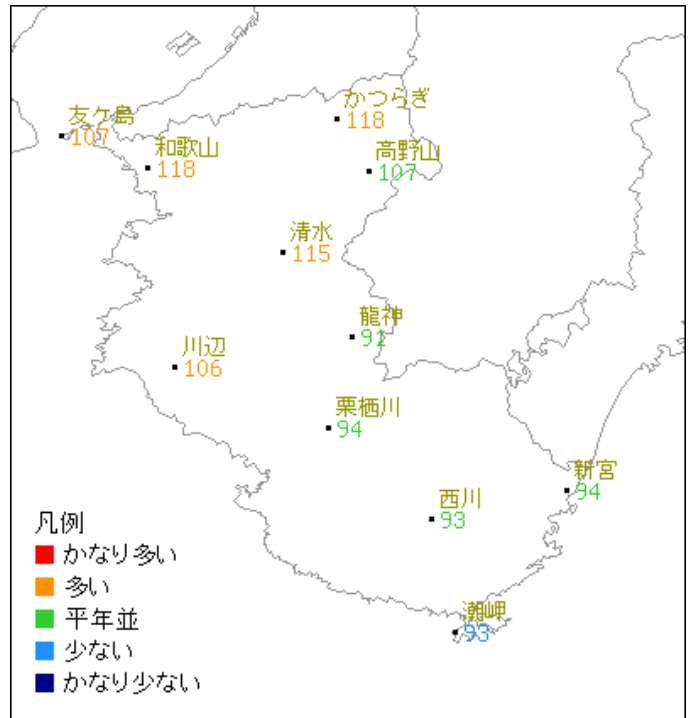 かつらぎ
118
友ケ島
107
和歌山
118
高野山
107
清水
115
龍神
91
川辺
106
栗栖川
94
新宮
94
西川
93
潮岬
93
凡例
かなり多い
多い
平年並
少ない
かなり少ない